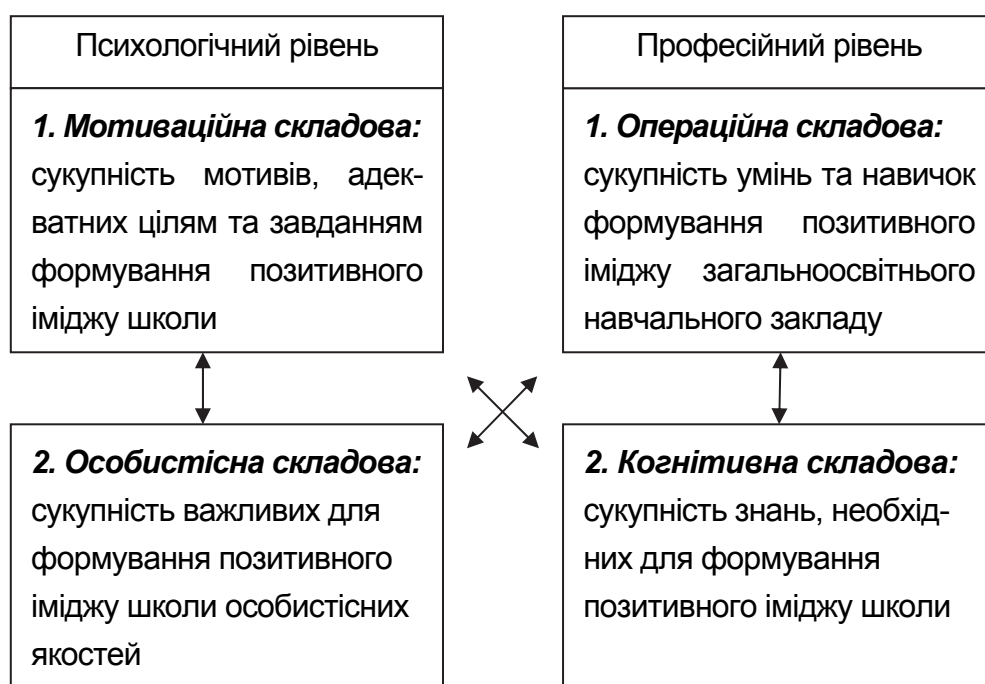 Психологічний рівень
1. Мотиваційна складова:
сукупність мотивів, адек-
ватних цілям та завданням
формування позитивного
іміджу школи
2. Особистісна складова:
сукупність важливих для
формування позитивного
іміджу школи особистісних
якостей
Професійний рівень
1. Операційна складова:
сукупність умінь та навичок
формування позитивного
іміджу загальноосвітнього
навчального закладу
2. Когнітивна складова:
сукупність знань, необхід-
них для формування
позитивного іміджу школи